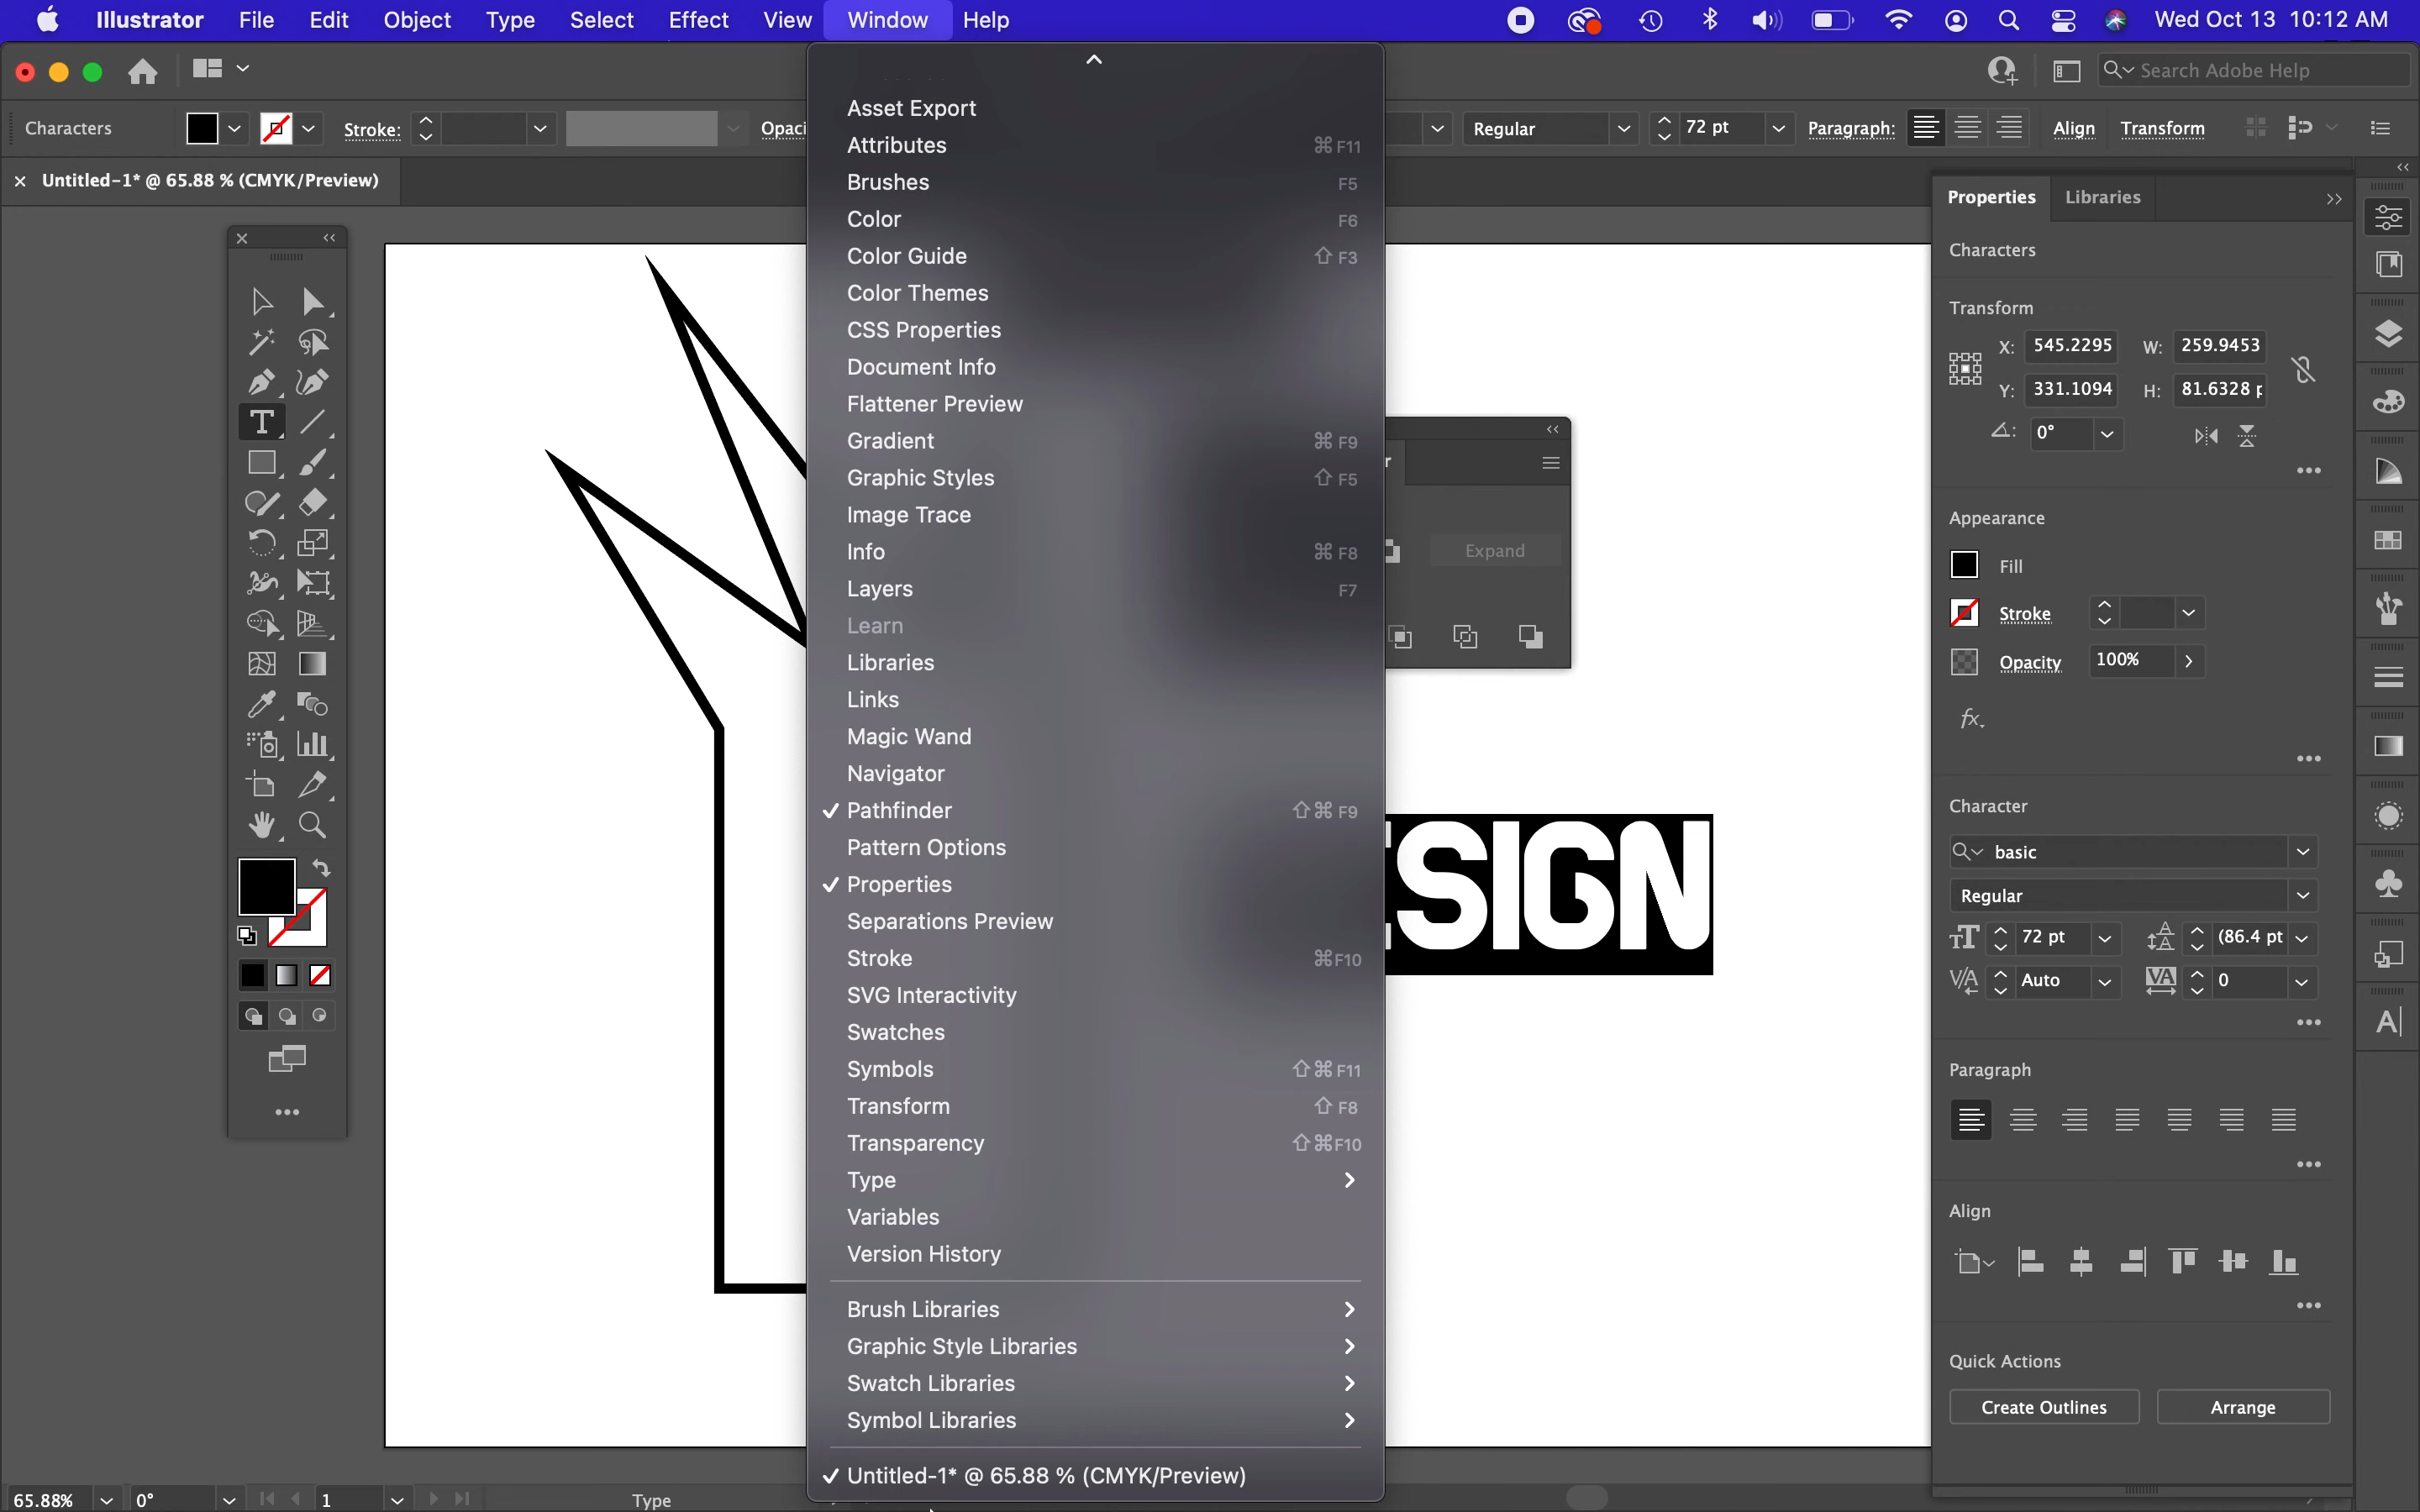 Illustrator File Edit Object Type Select Effect View Window Help Wed Oct 13 10:12 AM
Search Adobe Help
Characters Stroke: Opaci Regular 72 pt Paragraph: Align Transform
Untitled-1* @ 65.88 % (CMYK/Preview)
Asset Export
Attributes ⌘F11
Brushes F5
Color F6
Color Guide ⇧F3
Color Themes
CSS Properties
Document Info
Flattener Preview
Gradient ⌘F9
Graphic Styles ⇧F5
Image Trace
Info ⌘F8
Layers F7
Learn
Libraries
Links
Magic Wand
Navigator
✓ Pathfinder ⇧⌘F9
Pattern Options
✓ Properties
Separations Preview
Stroke ⌘F10
SVG Interactivity
Swatches
Symbols ⇧⌘F11
Transform ⇧F8
Transparency ⇧⌘F10
Type
Variables
Version History
Brush Libraries
Graphic Style Libraries
Swatch Libraries
Symbol Libraries
✓ Untitled-1* @ 65.88 % (CMYK/Preview)
Expand
ESIGN
Properties Libraries
Characters
Transform
X: 545.2295 W: 259.9453
Y: 331.1094 H: 81.6328 p
0°
Appearance
Fill
Stroke
Opacity 100%
fx
Character
basic
Regular
72 pt (86.4 pt
Auto 0
Paragraph
Align
Quick Actions
Create Outlines Arrange
65.88% 0° 1 Type